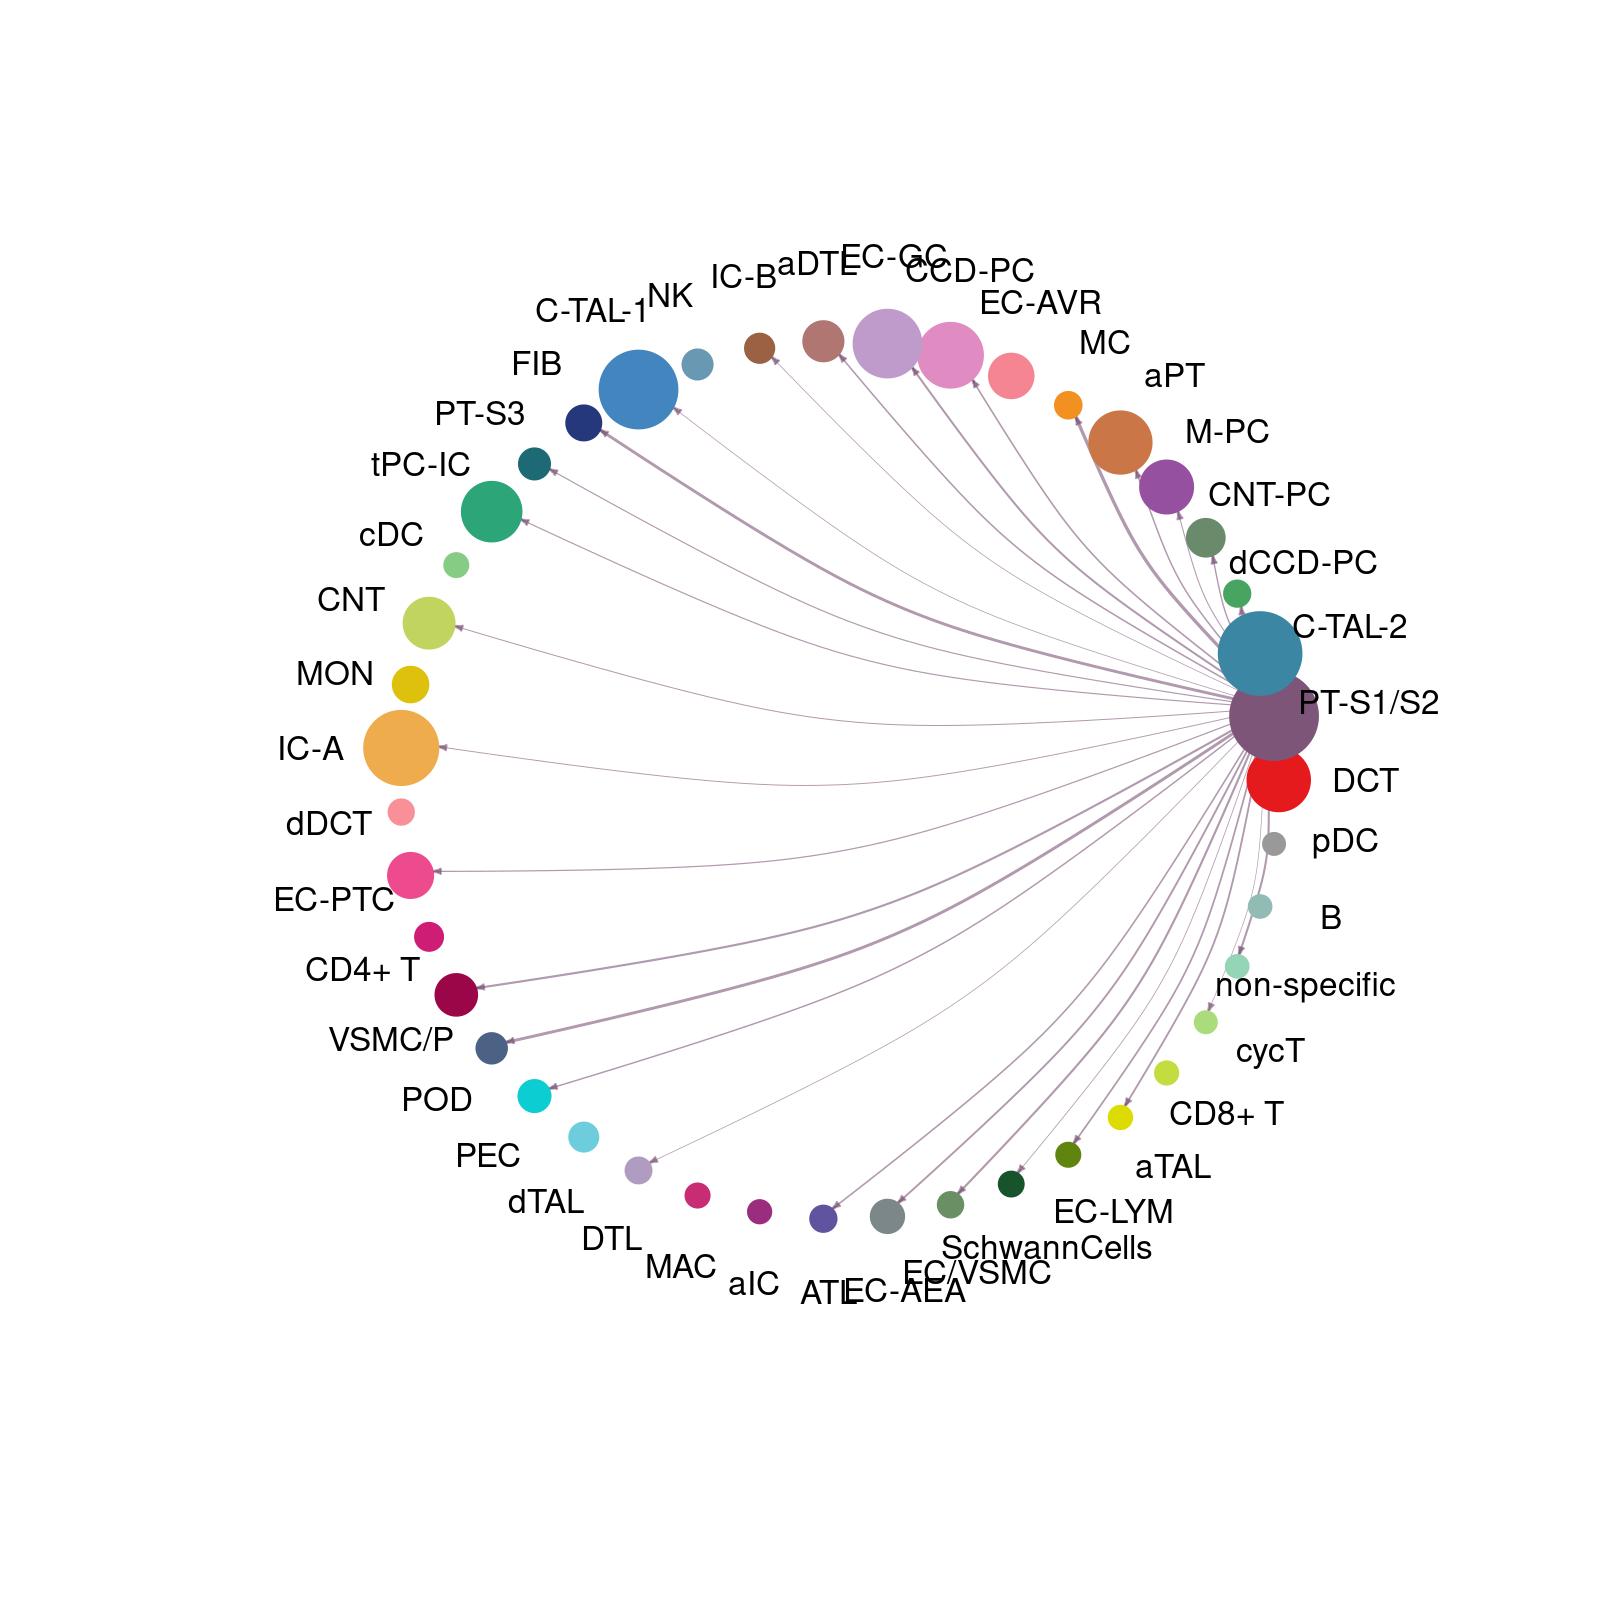 EC-GC
aDTL
CCD-PC
IC-B
NK
EC-AVR
C-TAL-1
MC
FIB
aPT
PT-S3
M-PC
tPC-IC
CNT-PC
cDC
dCCD-PC
CNT
C-TAL-2
MON
PT-S1/S2
IC-A
DCT
dDCT
pDC
EC-PTC
B
CD4+ T
non-specific
VSMC/P
cycT
POD
CD8+ T
PEC
aTAL
dTAL
EC-LYM
DTL
SchwannCells
MAC
EC/VSMC
aIC
ATL
EC-AEA